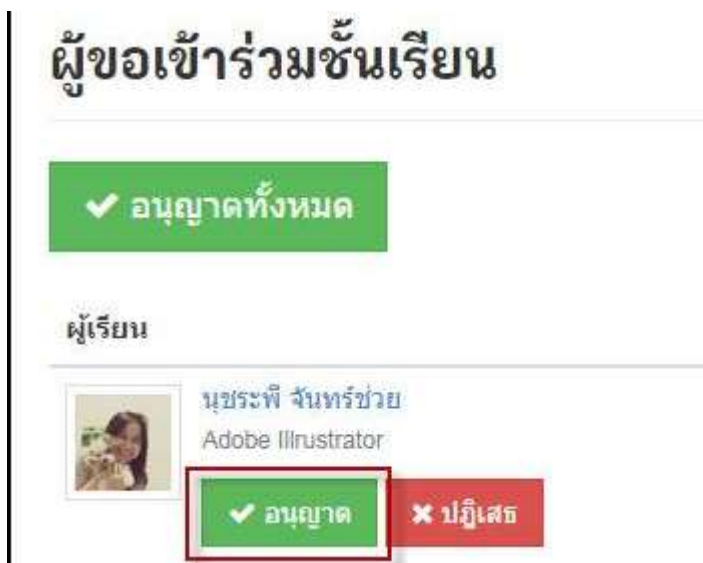 ผู้ขอเข้าร่วมชั้นเรียน
อนุญาตทั้งหมด
ผู้เรียน
นุชระพี จันทร์ช่วย
Adobe Illrustrator
อนุญาต ปฏิเสธ